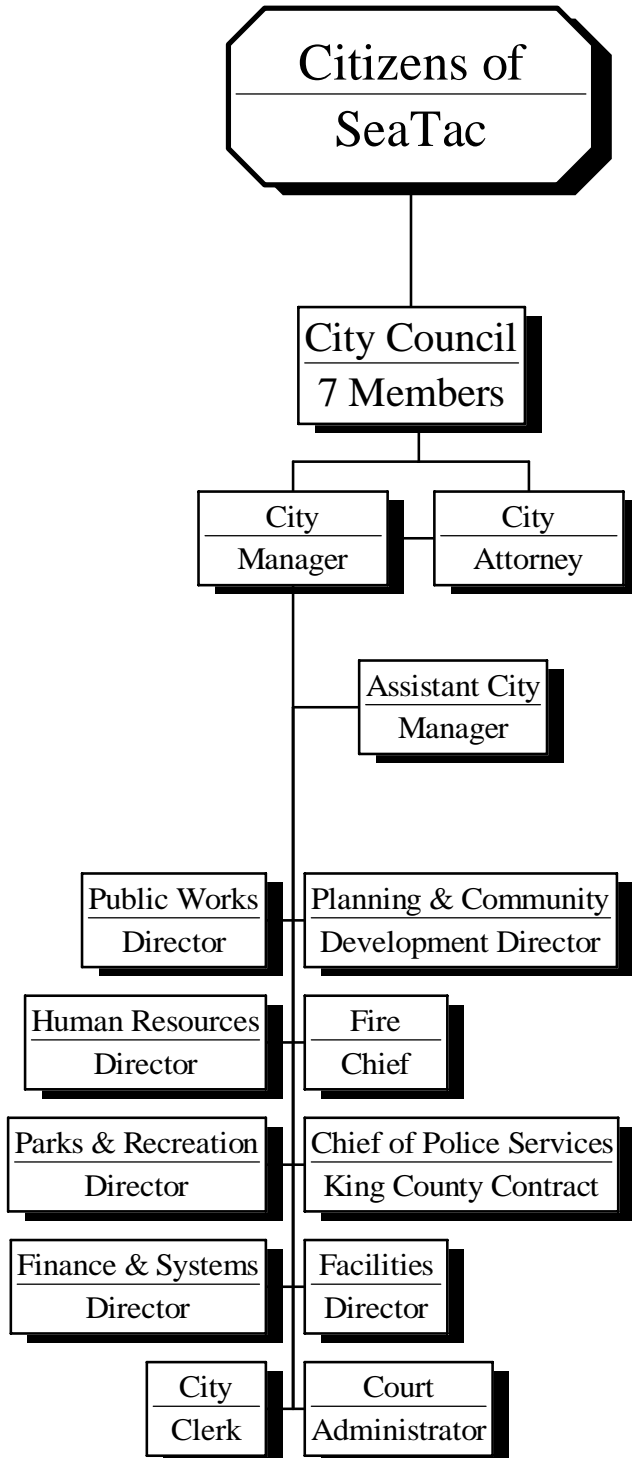 Citizens of
SeaTac
City Council
7 Members
City
Manager
City
Attorney
Assistant City
Manager
Public Works
Director
Planning & Community
Development Director
Human Resources
Director
Fire
Chief
Parks & Recreation
Director
Chief of Police Services
King County Contract
Finance & Systems
Director
Facilities
Director
City
Clerk
Court
Administrator